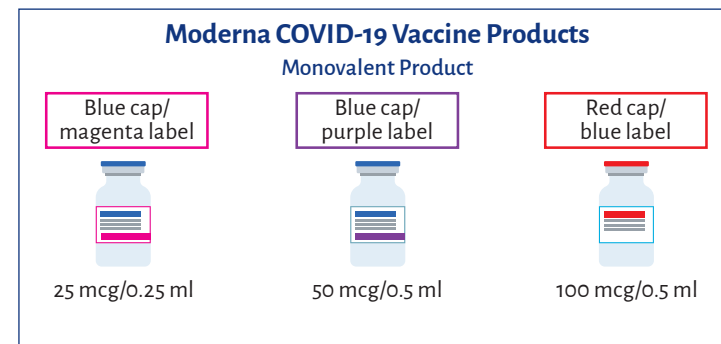 Moderna COVID-19 Vaccine Products
Monovalent Product
Blue cap/
magenta label
Blue cap/
purple label
Red cap/
blue label
25 mcg/0.25 ml
50 mcg/0.5 ml
100 mcg/0.5 ml